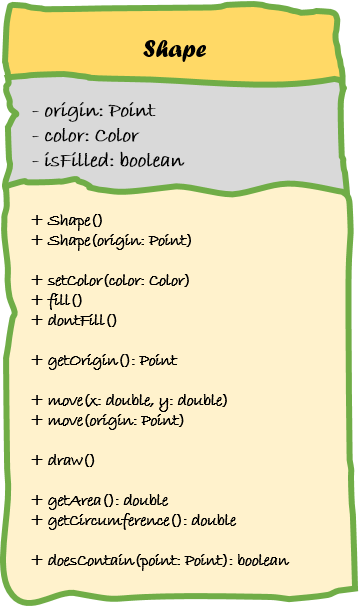 Shape
- origin: Point
- color: Color
- isFilled: boolean
+ Shape()
+ Shape(origin: Point)
+ setColor(color: Color)
+ fill()
+ dontFill()
+ getOrigin(): Point
+ move(x: double, y: double)
+ move(origin: Point)
+ draw()
+ getArea(): double
+ getCircumference(): double
+ doesContain(point: Point): boolean